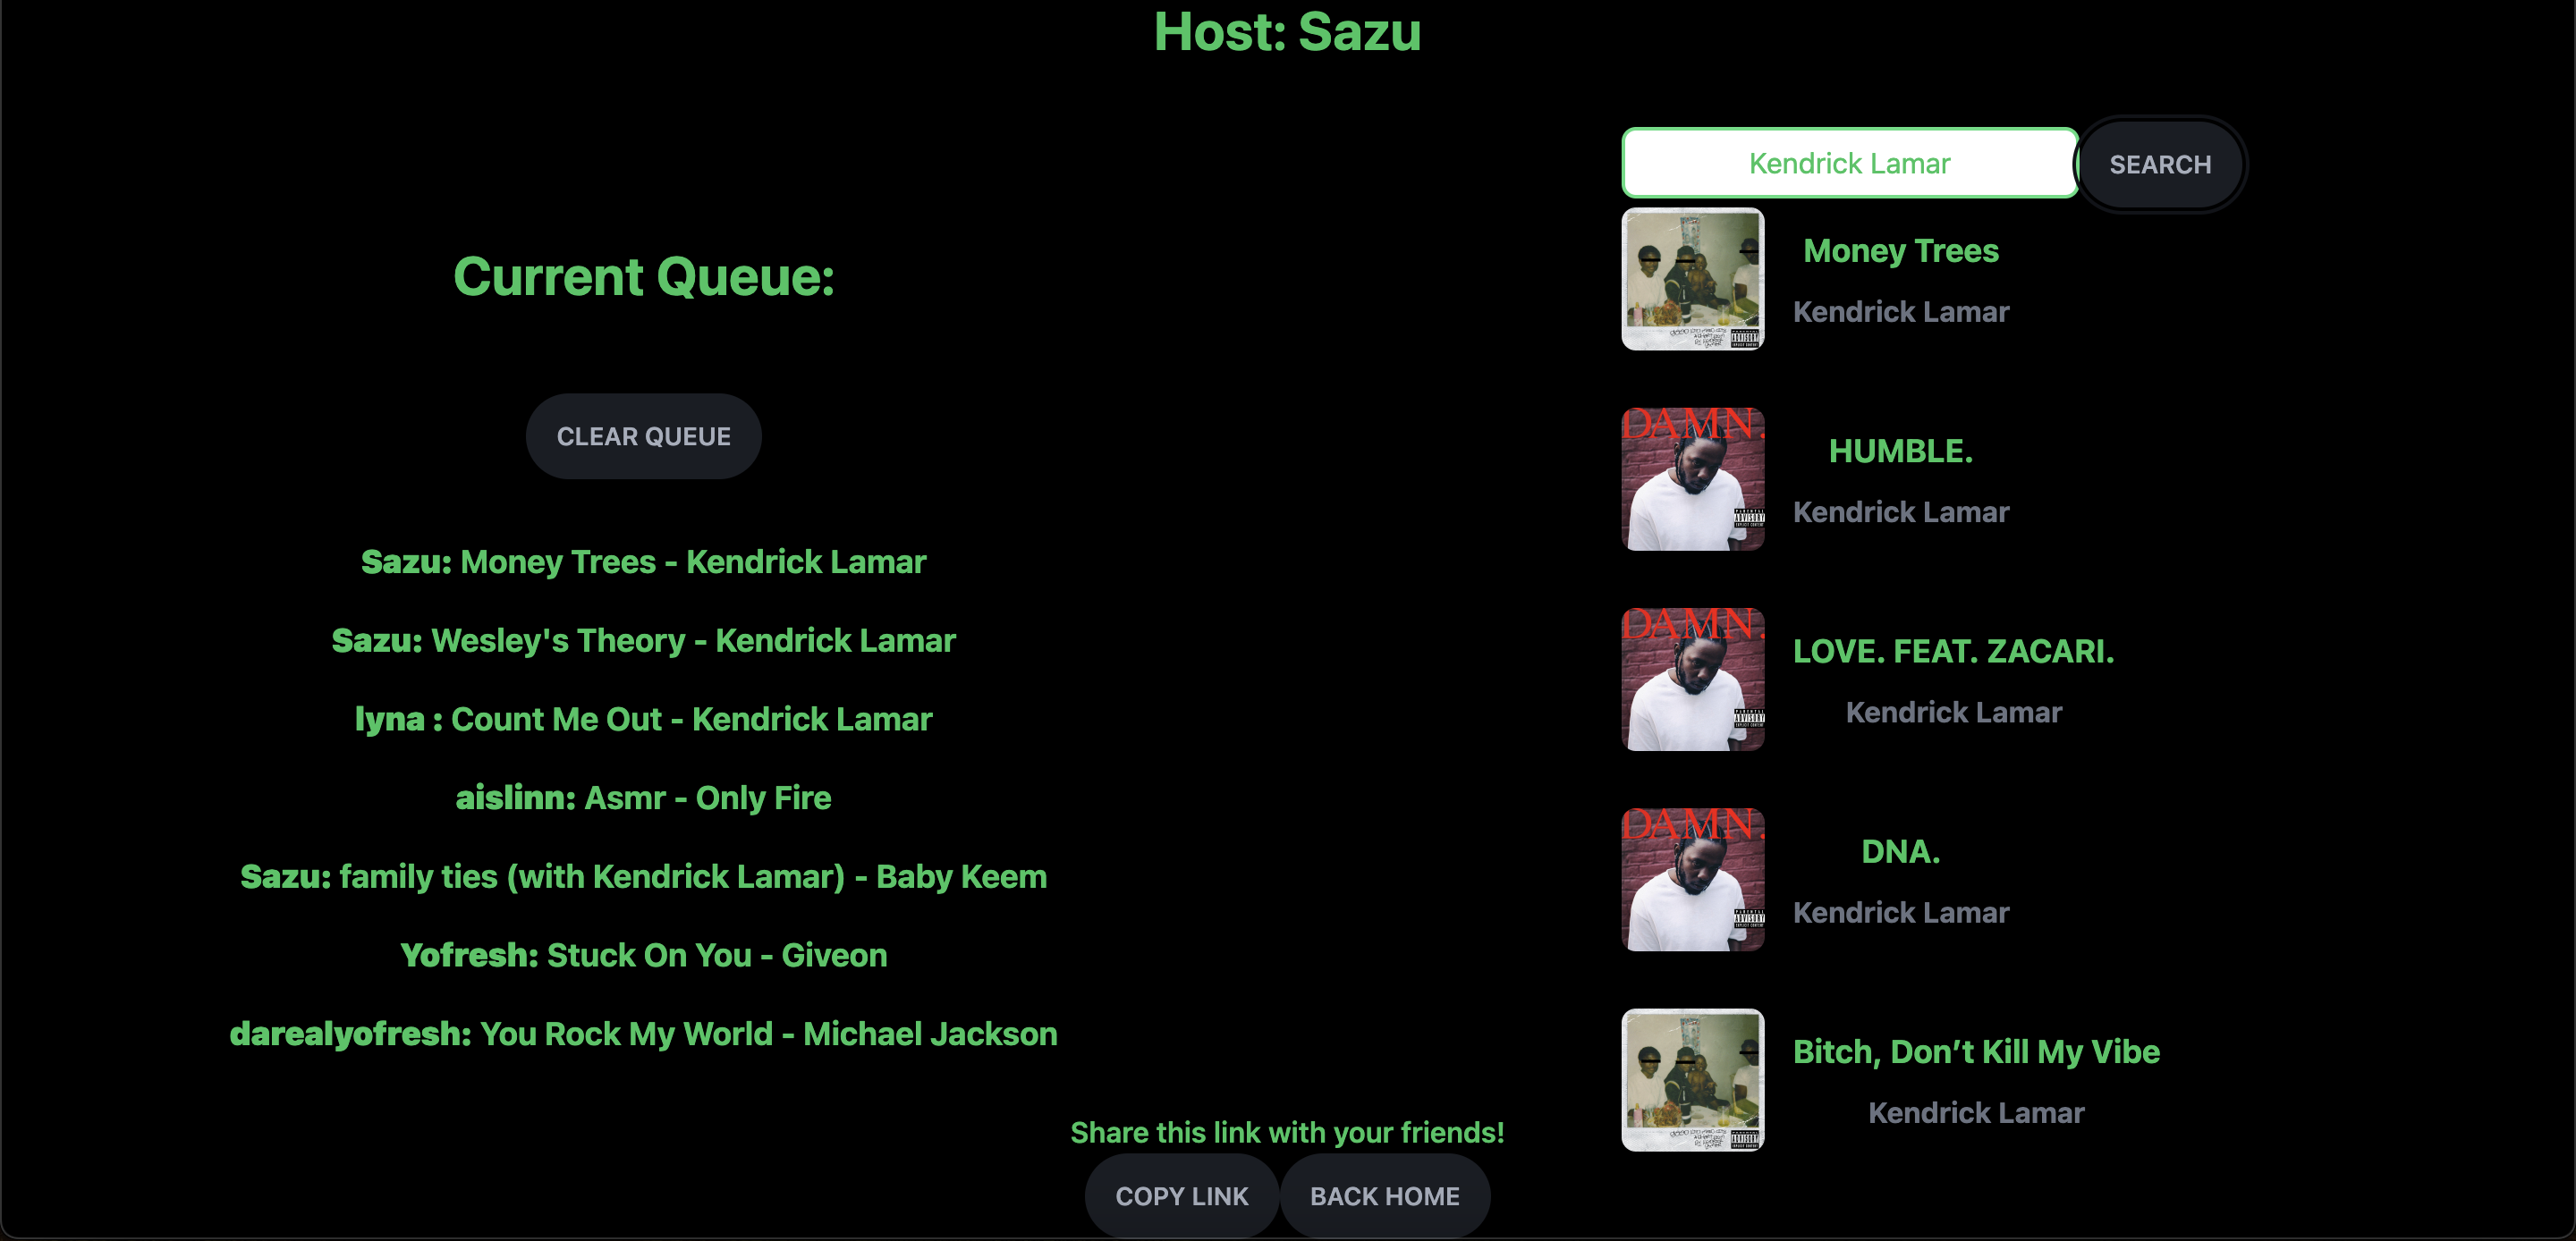 Host: Sazu
Current Queue:
CLEAR QUEUE
Sazu: Money Trees - Kendrick Lamar
Sazu: Wesley's Theory - Kendrick Lamar
lyna : Count Me Out - Kendrick Lamar
aislinn: Asmr - Only Fire
Sazu: family ties (with Kendrick Lamar) - Baby Keem
Yofresh: Stuck On You - Giveon
darealyofresh: You Rock My World - Michael Jackson
Kendrick Lamar
SEARCH
Money Trees
Kendrick Lamar
DAMN.
HUMBLE.
Kendrick Lamar
DAMN.
LOVE. FEAT. ZACARI.
Kendrick Lamar
DAMN.
DNA.
Kendrick Lamar
Bitch, Don’t Kill My Vibe
Kendrick Lamar
Share this link with your friends!
COPY LINK
BACK HOME